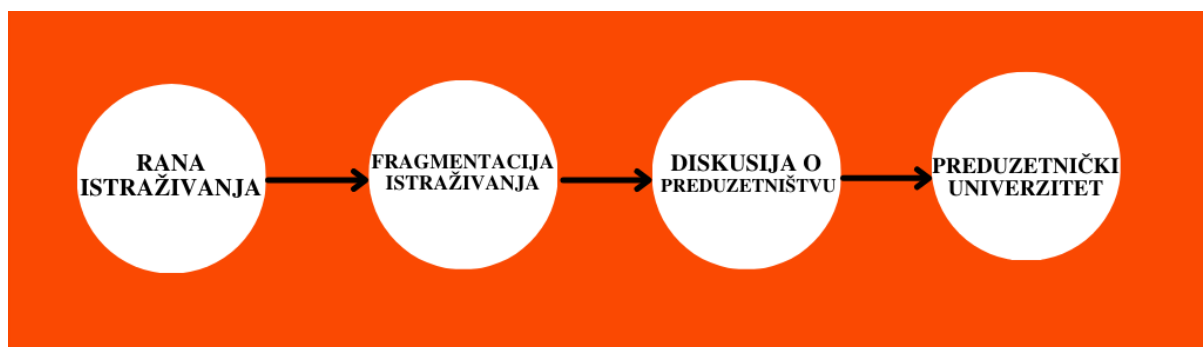 RANA
ISTRAŽIVANJA
FRAGMENTACIJA
ISTRAŽIVANJA
DISKUSIJA O
PREDUZETNIŠTVU
PREDUZETNIČKI
UNIVERZITET